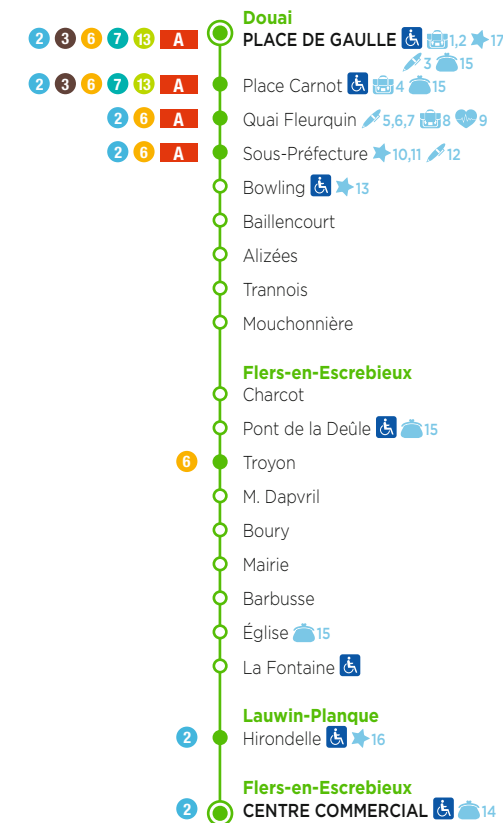 Douai
2 3 6 7 13 A PLACE DE GAULLE 1,2 17
3 15
2 3 6 7 13 A Place Carnot 4 15
2 6 A Quai Fleurquin 5,6,7 8 9
2 6 A Sous-Préfecture 10,11 12
Bowling 13
Baillencourt
Alizées
Trannois
Mouchonnière
Flers-en-Escrebieux
Charcot
Pont de la Deûle 15
6 Troyon
M. Dapvril
Boury
Mairie
Barbusse
Église 15
La Fontaine
Lauwin-Planque
2 Hirondelle 16
Flers-en-Escrebieux
2 CENTRE COMMERCIAL 14